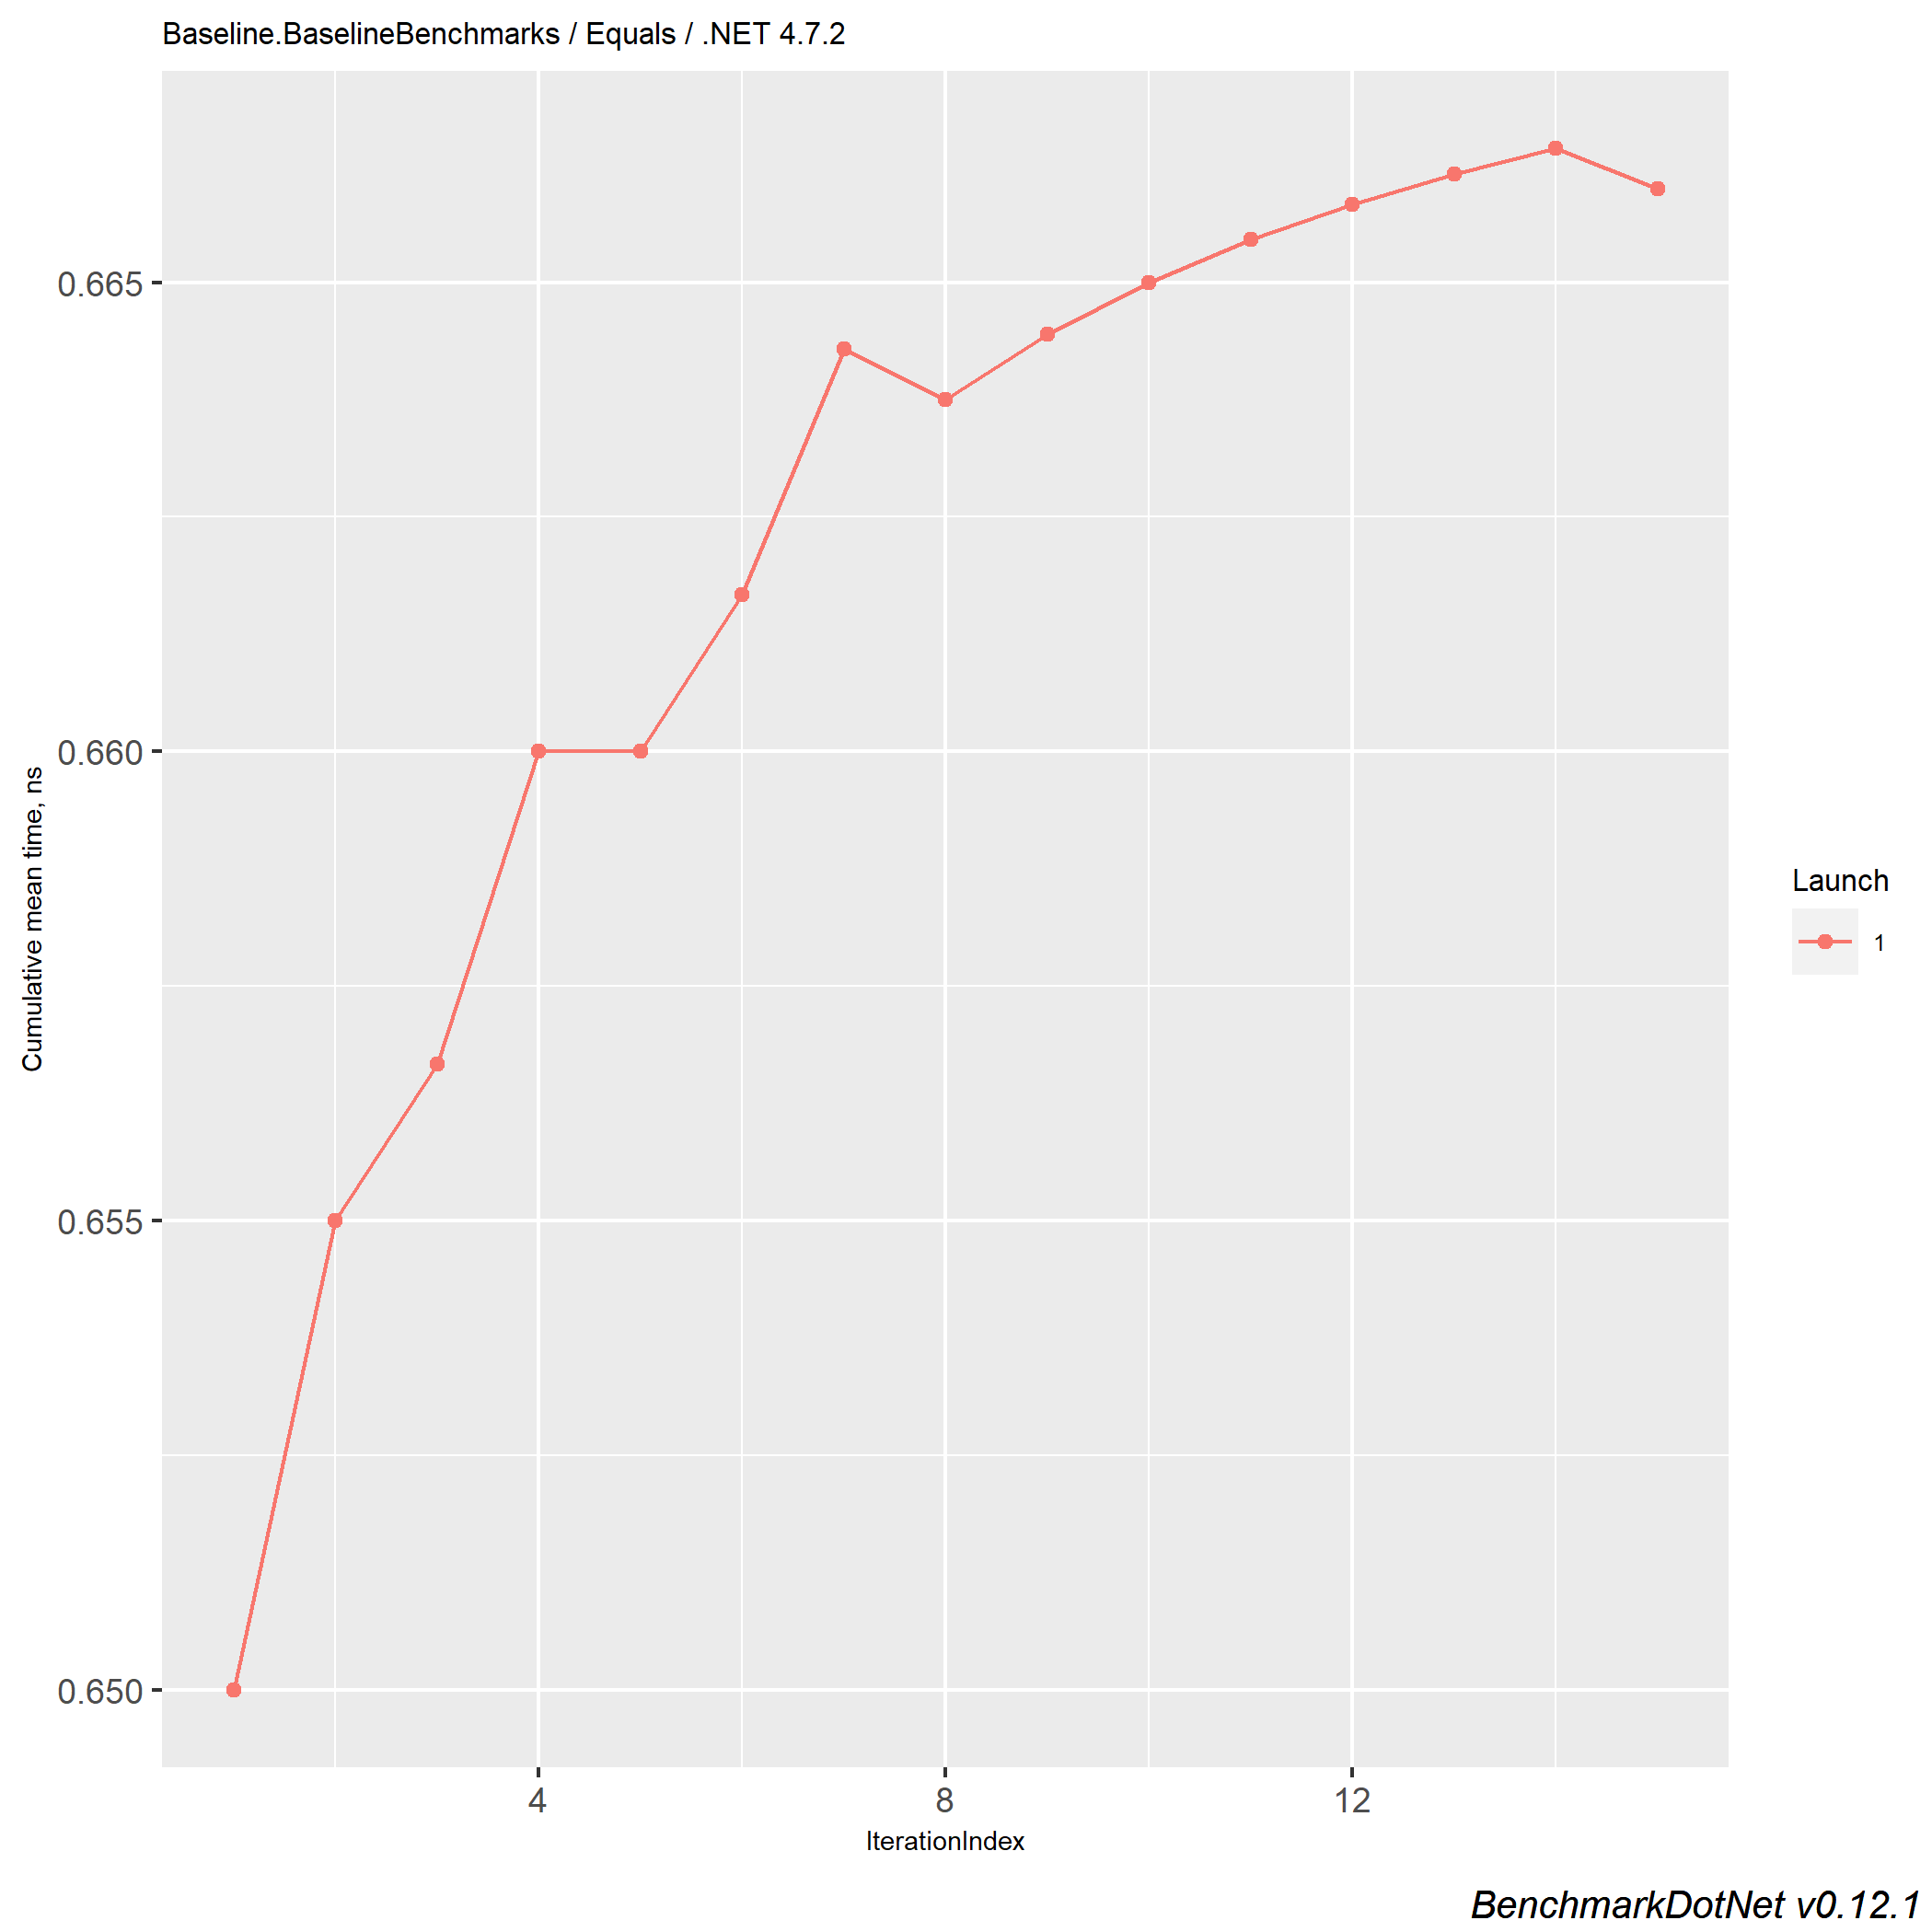 Baseline.BaselineBenchmarks / Equals / .NET 4.7.2
0.665
0.660
0.655
0.650
Cumulative mean time, ns
4 8 12
IterationIndex
Launch
1
BenchmarkDotNet v0.12.1